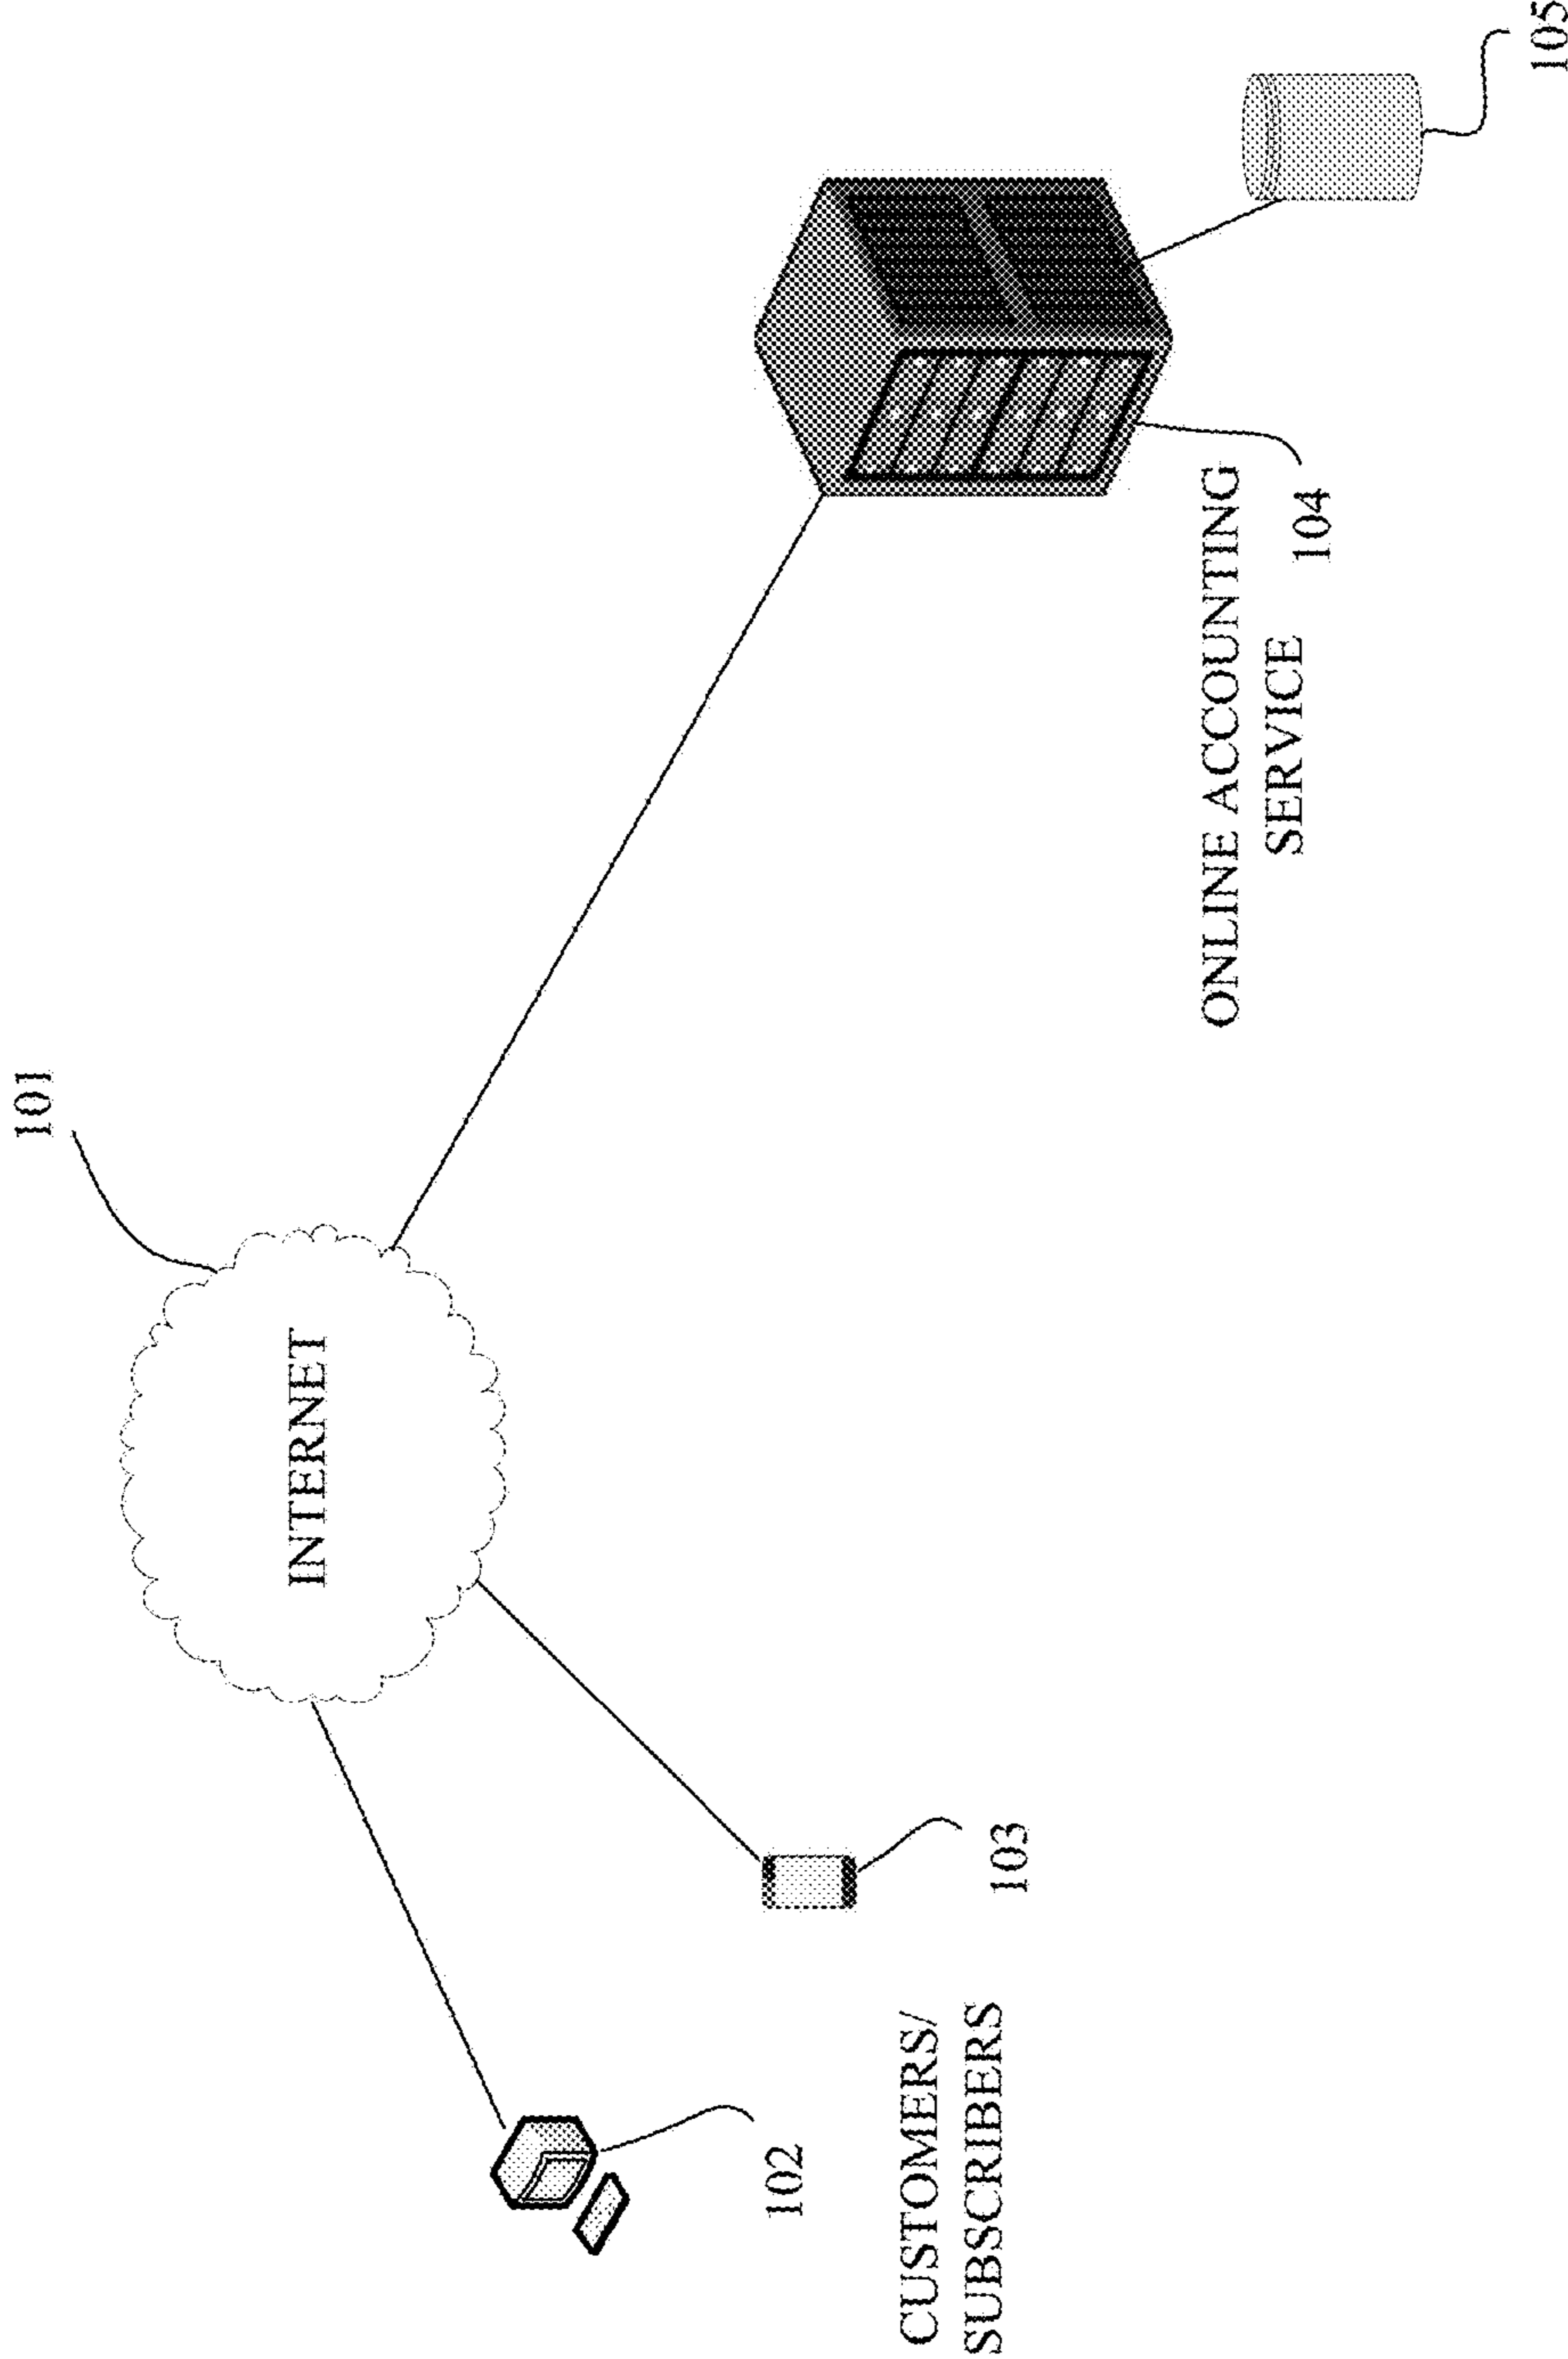 101
INTERNET
105
102
103
104
CUSTOMERS/
SUBSCRIBERS
ONLINE ACCOUNTING
SERVICE